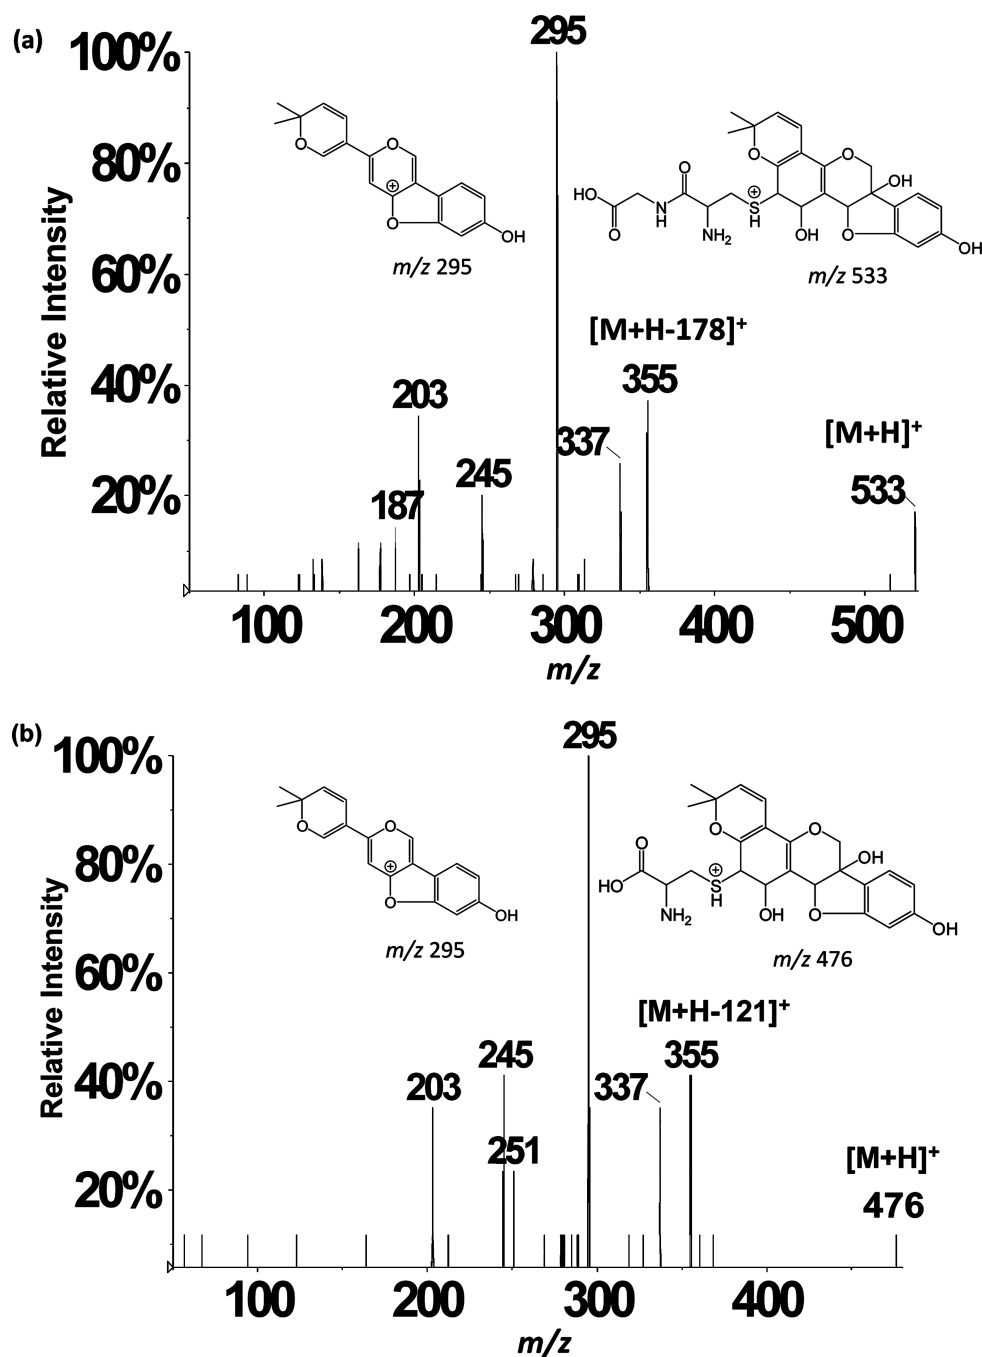 (a)
100%
80%
60%
40%
20%
Relative Intensity
295
203
245
187
337
355
[M+H-178]+
533
[M+H]+
O
O
+
O
OH
m/z 295
HO
O
N
H
O
NH2
+
S
H
O
O
OH
OH
O
OH
m/z 533
100
200
300
400
500
m/z
(b)
100%
80%
60%
40%
20%
Relative Intensity
295
245
203
251
337
355
[M+H-121]+
[M+H]+
476
O
O
+
O
OH
m/z 295
O
HO
NH2
+
S
H
O
O
OH
OH
O
OH
m/z 476
100
200
300
400
m/z